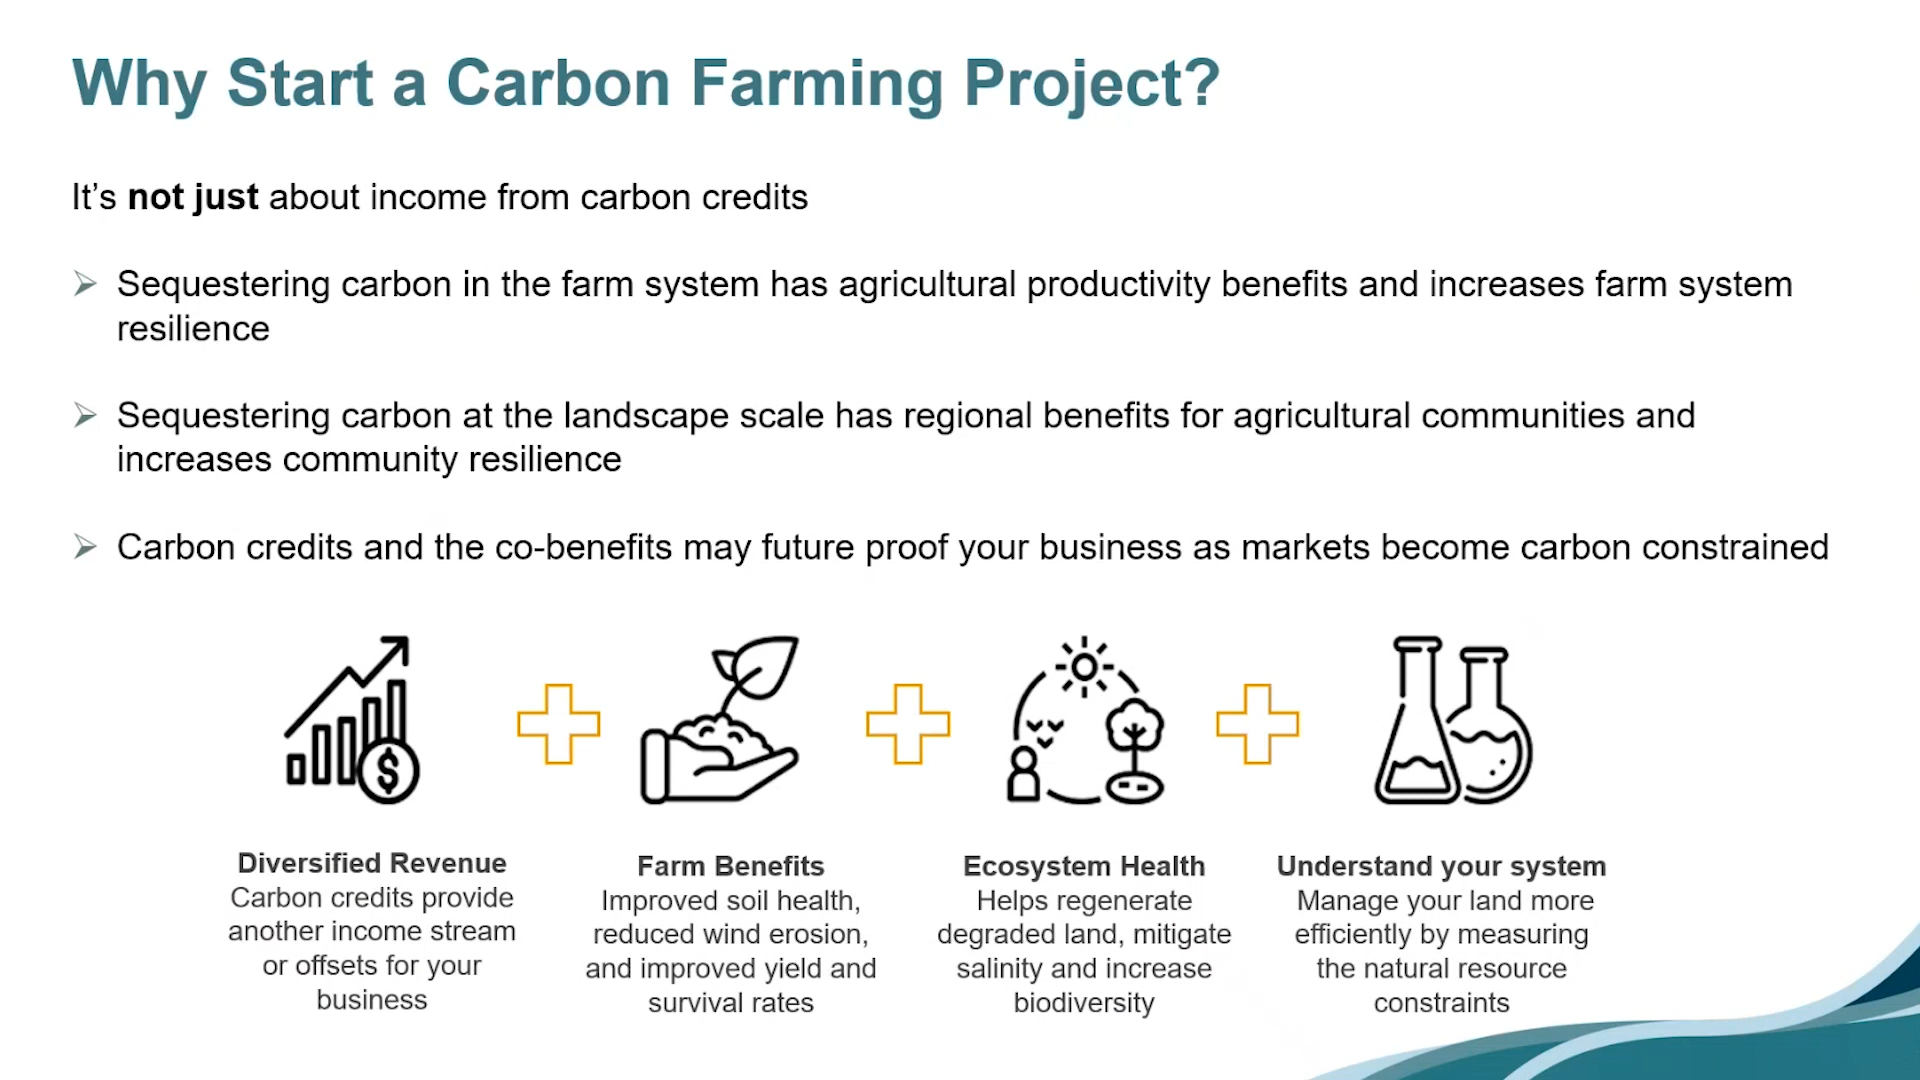 Why Start a Carbon Farming Project?
It’s not just about income from carbon credits
Sequestering carbon in the farm system has agricultural productivity benefits and increases farm system
resilience
Sequestering carbon at the landscape scale has regional benefits for agricultural communities and
increases community resilience
Carbon credits and the co-benefits may future proof your business as markets become carbon constrained
$
Diversified Revenue
Carbon credits provide
another income stream
or offsets for your
business
Farm Benefits
Improved soil health,
reduced wind erosion,
and improved yield and
survival rates
Ecosystem Health
Helps regenerate
degraded land, mitigate
salinity and increase
biodiversity
Understand your system
Manage your land more
efficiently by measuring
the natural resource
constraints